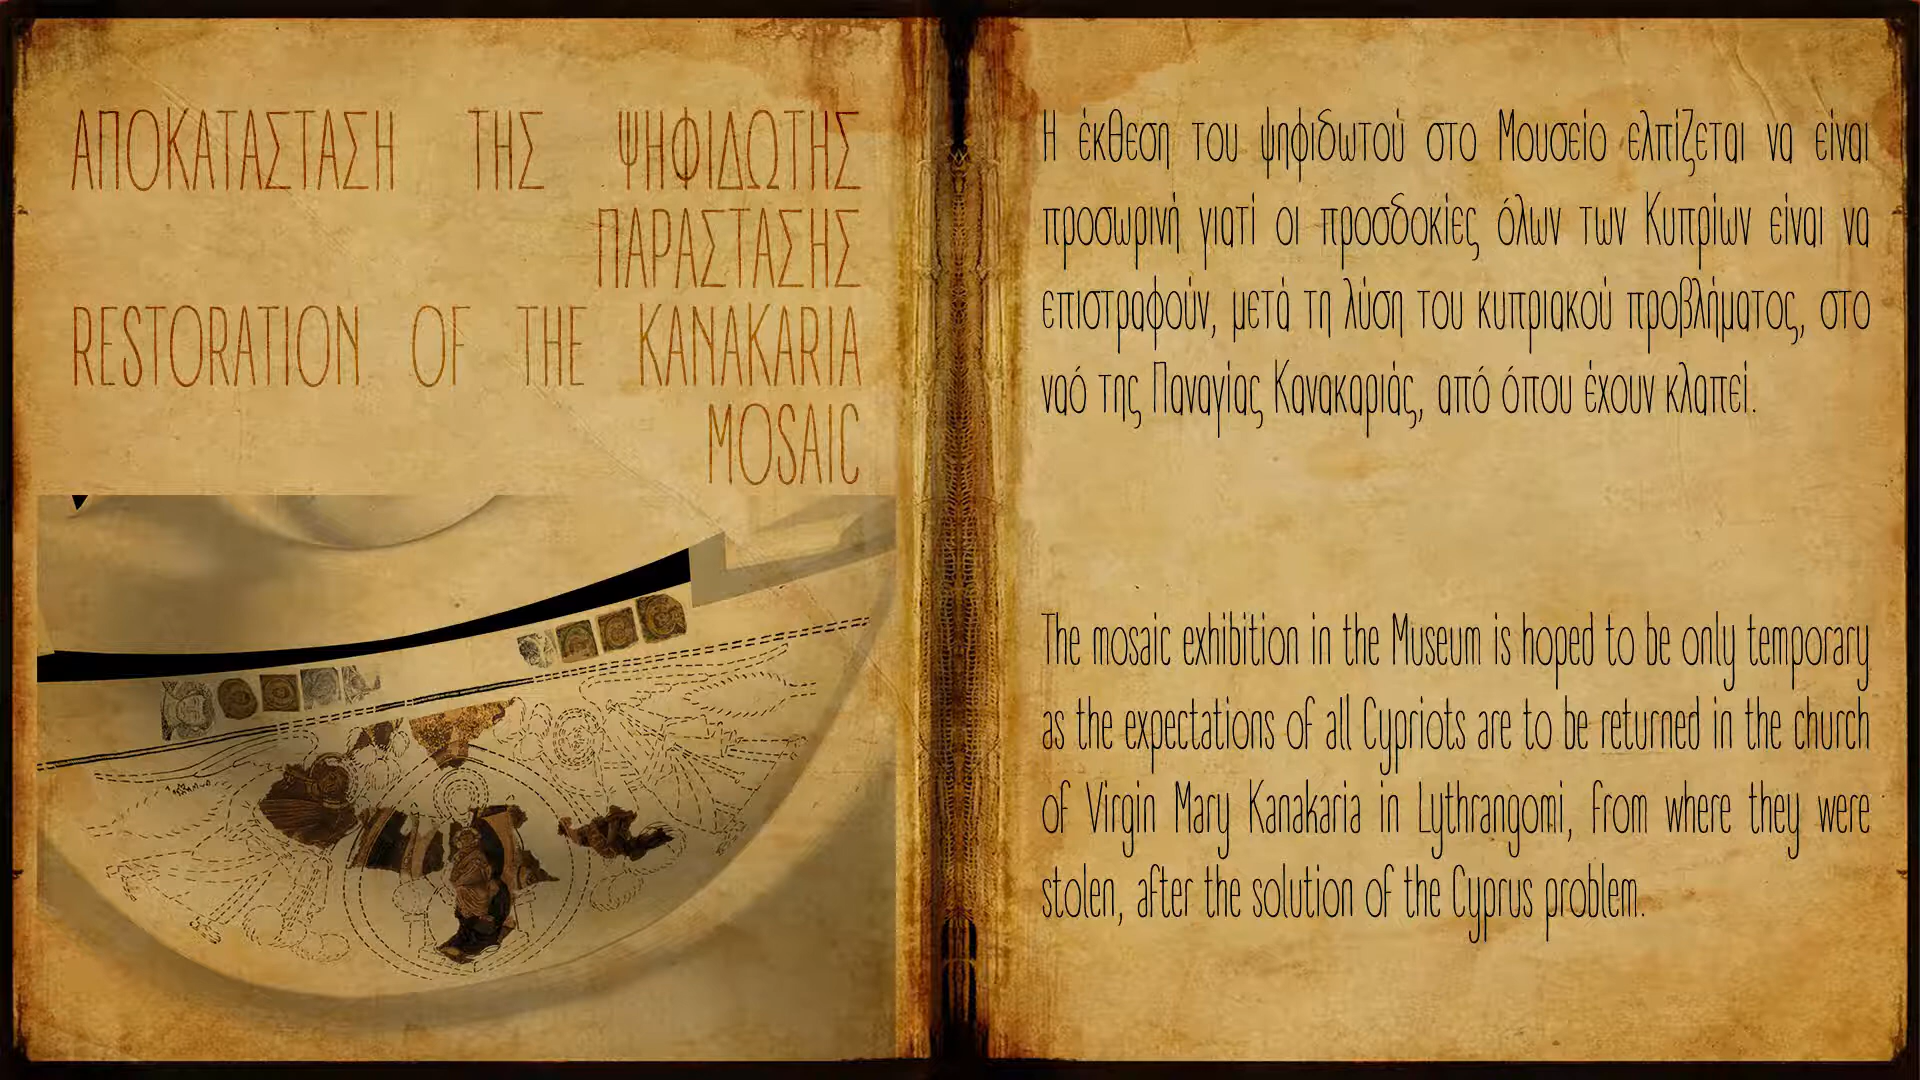 ΑΠΟΚΑΤΑΣΤΑΣΗ ΤΗΣ ΨΗΦΙΔΩΤΗΣ
ΠΑΡΑΣΤΑΣΗΣ
RESTORATION OF THE KANAKARIA
MOSAIC
Η έκθεση του ψηφιδωτού στο Μουσείο ελπίζεται να είναι
προσωρινή γιατί οι προσδοκίες όλων των Κυπρίων είναι να
επιστραφούν, μετά τη λύση του κυπριακού προβλήματος, στο
ναό της Παναγίας Κανακαριάς, από όπου έχουν κλαπεί.
The mosaic exhibition in the Museum is hoped to be only temporary
as the expectations of all Cypriots are to be returned in the church
of Virgin Mary Kanakaria in Lythrangomi, from where they were
stolen, after the solution of the Cyprus problem.